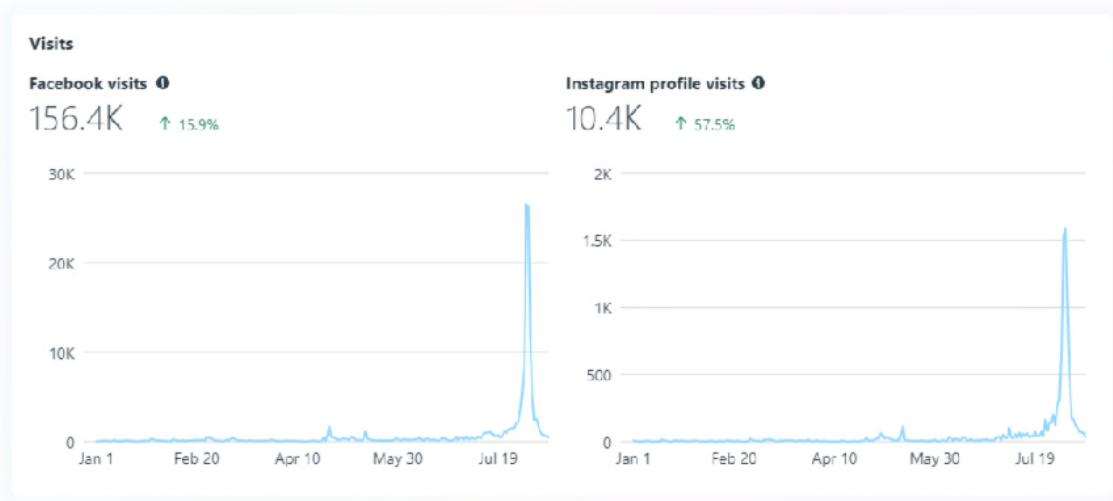 Visits
Facebook visits
156.4K ↑ 15.9%
30K
20K
10K
0
Jan 1 Feb 20 Apr 10 May 30 Jul 19
Instagram profile visits
10.4K ↑ 57.5%
2K
1.5K
1K
500
0
Jan 1 Feb 20 Apr 10 May 30 Jul 19